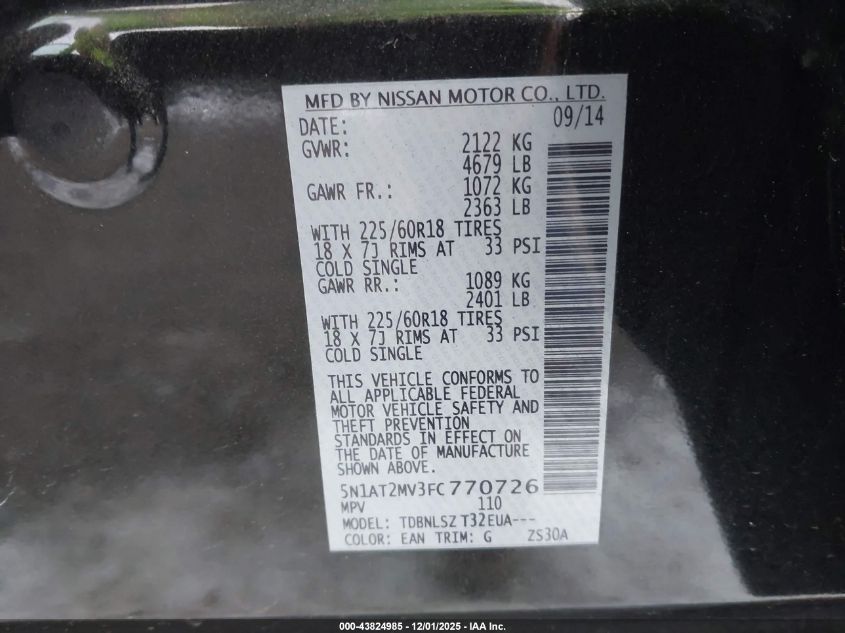 MFD BY NISSAN MOTOR CO., LTD.
DATE: 09/14
GVWR: 2122 KG
4679 LB
GAWR FR.: 1072 KG
2363 LB
WITH 225/60R18 TIRES
18 X 7J RIMS AT 33 PSI
COLD SINGLE
GAWR RR.: 1089 KG
2401 LB
WITH 225/60R18 TIRES
18 X 7J RIMS AT 33 PSI
COLD SINGLE
THIS VEHICLE CONFORMS TO
ALL APPLICABLE FEDERAL
MOTOR VEHICLE SAFETY AND
THEFT PREVENTION
STANDARDS IN EFFECT ON
THE DATE OF MANUFACTURE
SHOWN ABOVE.
5N1AT2MV3FC770726
MPV 110
MODEL: TDBNLSZ T32EUA---
COLOR: EAN TRIM: G ZS30A
000-43824985 - 12/01/2025 - IAA Inc.